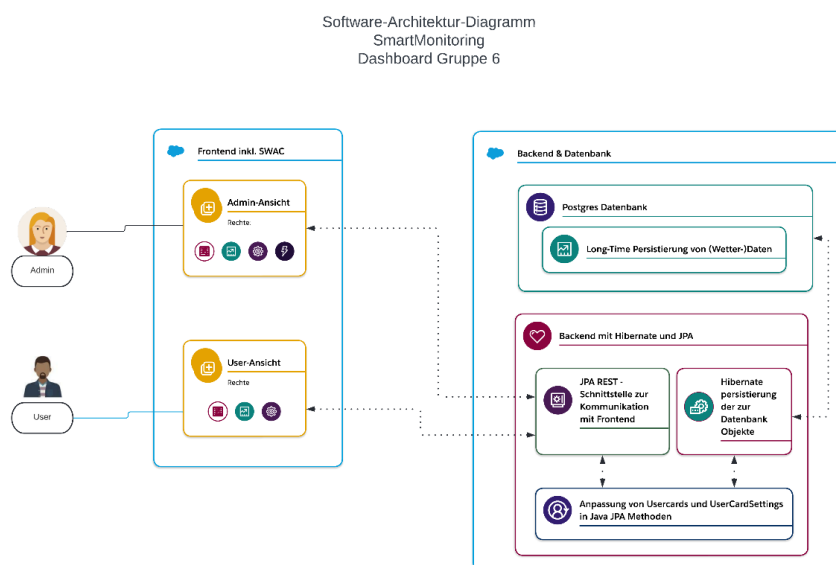 Software-Architektur-Diagramm
SmartMonitoring
Dashboard Gruppe 6
Frontend inkl. SWAC
Admin-Ansicht
Rechte:
Admin
User-Ansicht
Rechte
User
Backend & Datenbank
Postgres Datenbank
Long-Time Persistierung von (Wetter-)Daten
Backend mit Hibernate und JPA
JPA REST -
Schnittstelle zur
Kommunikation
mit Frontend
Hibernate
persistierung
der zur
Datenbank
Objekte
Anpassung von Usercards und UserCardSettings
in Java JPA Methoden